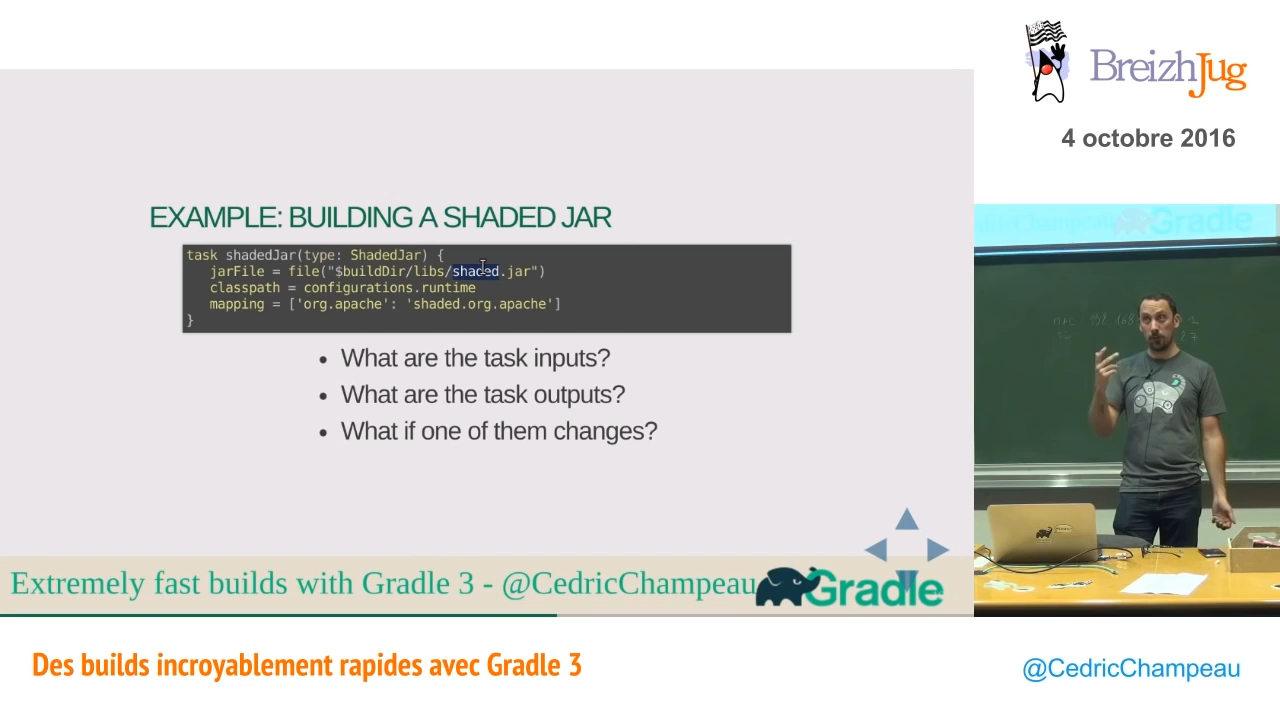 BreizhJug
4 octobre 2016
EXAMPLE: BUILDING A SHADED JAR
task shadedJar(type: ShadedJar) {
jarFile = file("$buildDir/libs/shaded.jar")
classpath = configurations.runtime
mapping = ['org.apache': 'shaded.org.apache']
}
• What are the task inputs?
• What are the task outputs?
• What if one of them changes?
Extremely fast builds with Gradle 3 - @CedricChampeau
Gradle
Gradle
Des builds incroyablement rapides avec Gradle 3
@CedricChampeau